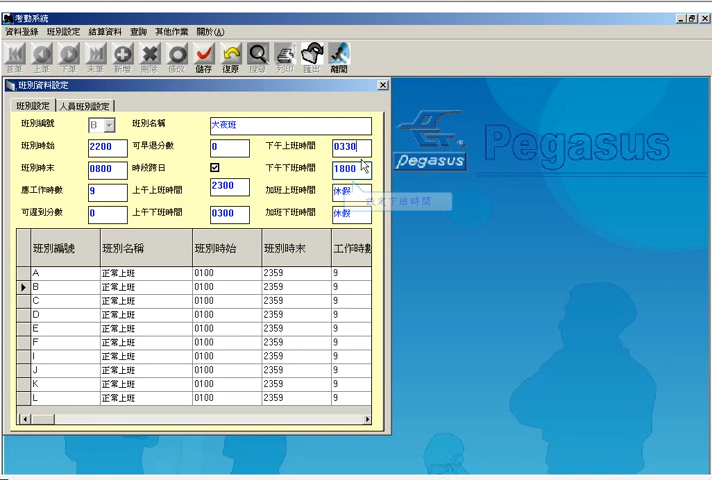 考勤系統
資料登錄 班別設定 結算資料 查詢 其他作業 關於(A)
首筆 上筆 下筆 末筆 新增 刪除 修改 儲存 復原 搜尋 列印 匯出 離開
班別資料設定
班別設定 人員班別設定
班別編號 B 班別名稱 大夜班
班別時始 2200 可早退分數 0 下午上班時間 0330
班別時末 0800 時段跨日 下午下班時間 1800
應工作時數 9 上午上班時間 2300 加班上班時間 休假
設定下班時間
可遲到分數 0 上午下班時間 0300 加班下班時間 休假
班別編號 班別名稱 班別時始 班別時末 工作時數
A 正常上班 0100 2359 9
B 正常上班 0100 2359 9
C 正常上班 0100 2359 9
D 正常上班 0100 2359 9
E 正常上班 0100 2359 9
F 正常上班 0100 2359 9
I 正常上班 0100 2359 9
J 正常上班 0100 2359 9
K 正常上班 0100 2359 9
L 正常上班 0100 2359 9
Pegasus
Pegasus